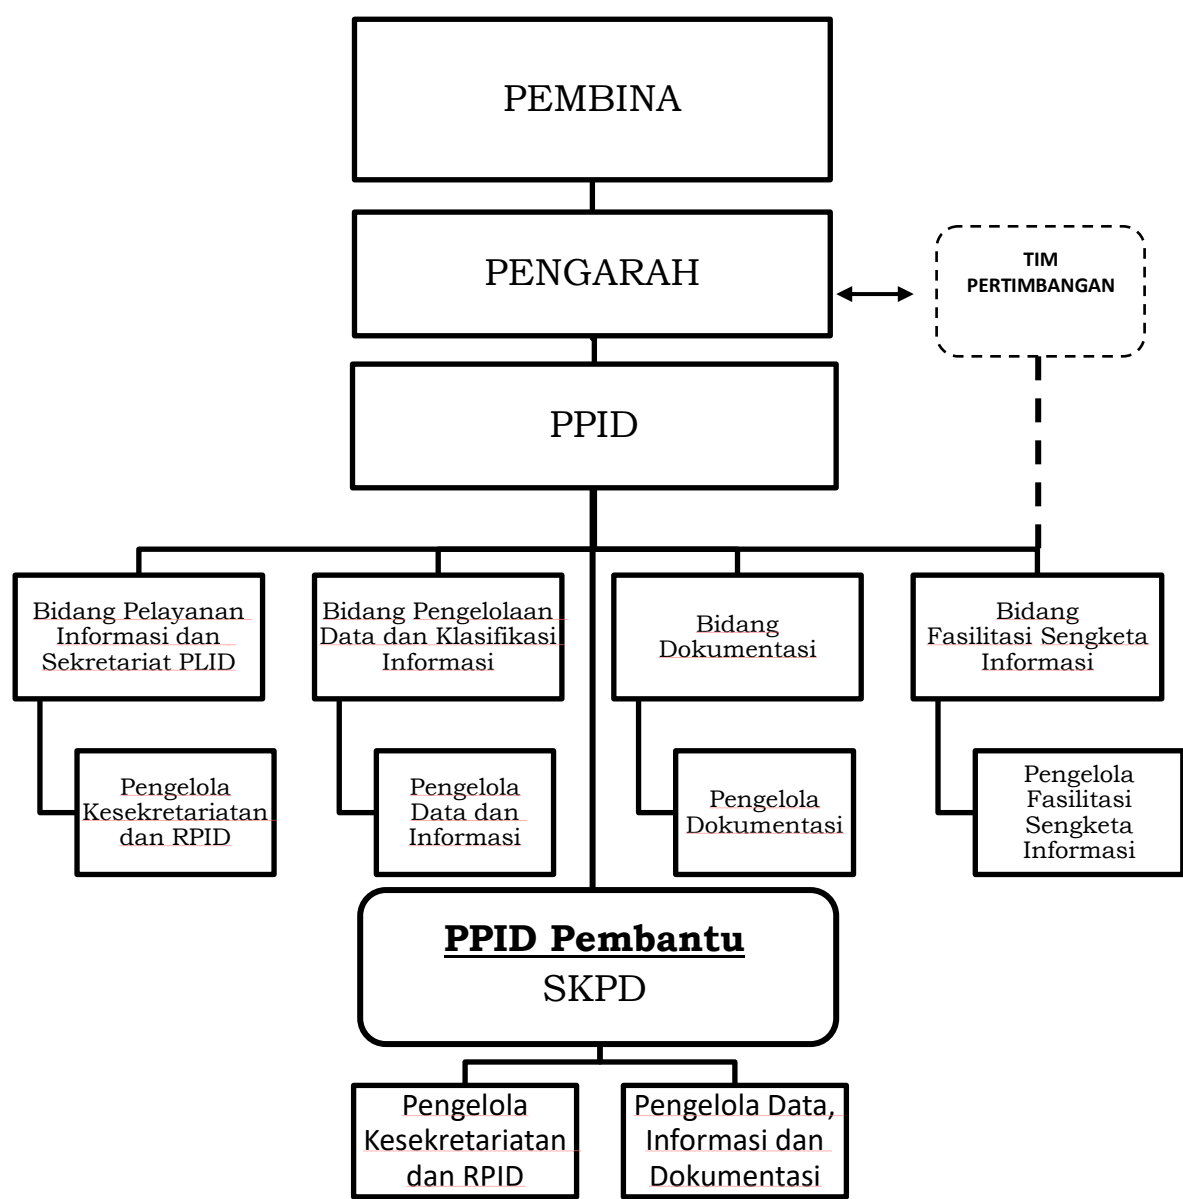 PEMBINA
PENGARAH
TIM
PERTIMBANGAN
PPID
Bidang Pelayanan
Informasi dan
Sekretariat PLID
Bidang Pengelolaan
Data dan Klasifikasi
Informasi
Bidang
Dokumentasi
Bidang
Fasilitasi Sengketa
Informasi
Pengelola
Kesekretariatan
dan RPID
Pengelola
Data dan
Informasi
Pengelola
Dokumentasi
Pengelola
Fasilitasi
Sengketa
Informasi
PPID Pembantu
SKPD
Pengelola
Kesekretariatan
dan RPID
Pengelola Data,
Informasi dan
Dokumentasi